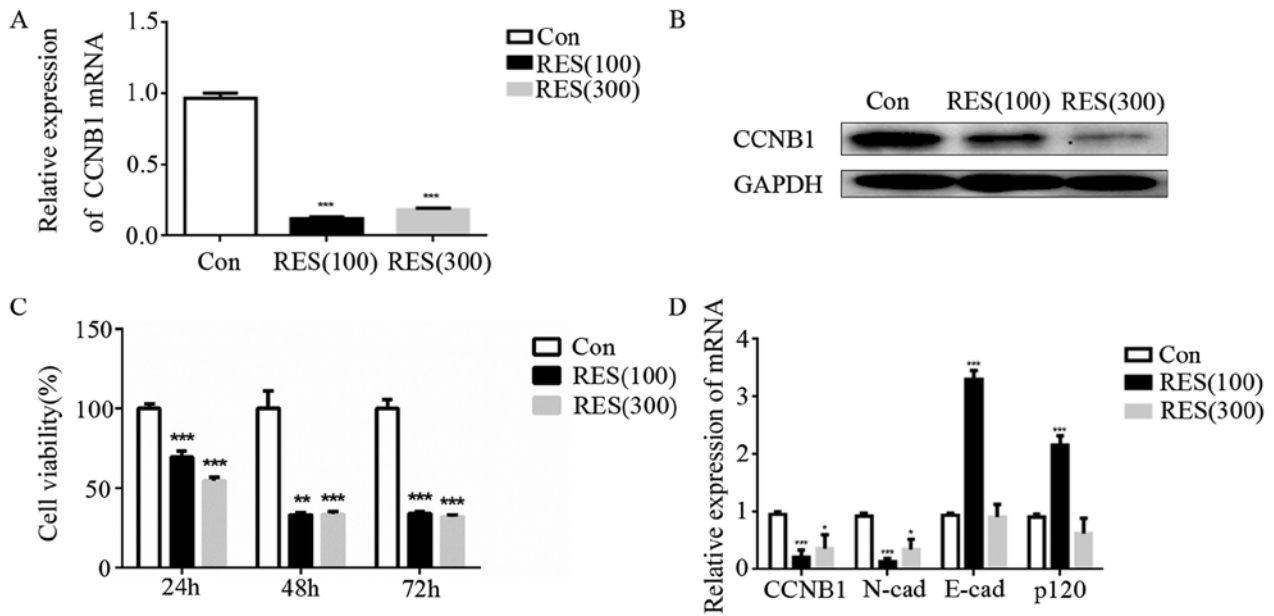 A
Relative expression
of CCNB1 mRNA
1.5
1.0
0.5
0.0
***
***
Con
RES(100)
RES(300)
Con
RES(100)
RES(300)
B
Con RES(100) RES(300)
CCNB1
GAPDH
C
Cell viability(%)
150
100
50
0
***
***
**
***
***
***
24h
48h
72h
Con
RES(100)
RES(300)
D
Relative expression of mRNA
4
3
2
1
0
***
*
***
*
***
***
CCNB1
N-cad
E-cad
p120
Con
RES(100)
RES(300)